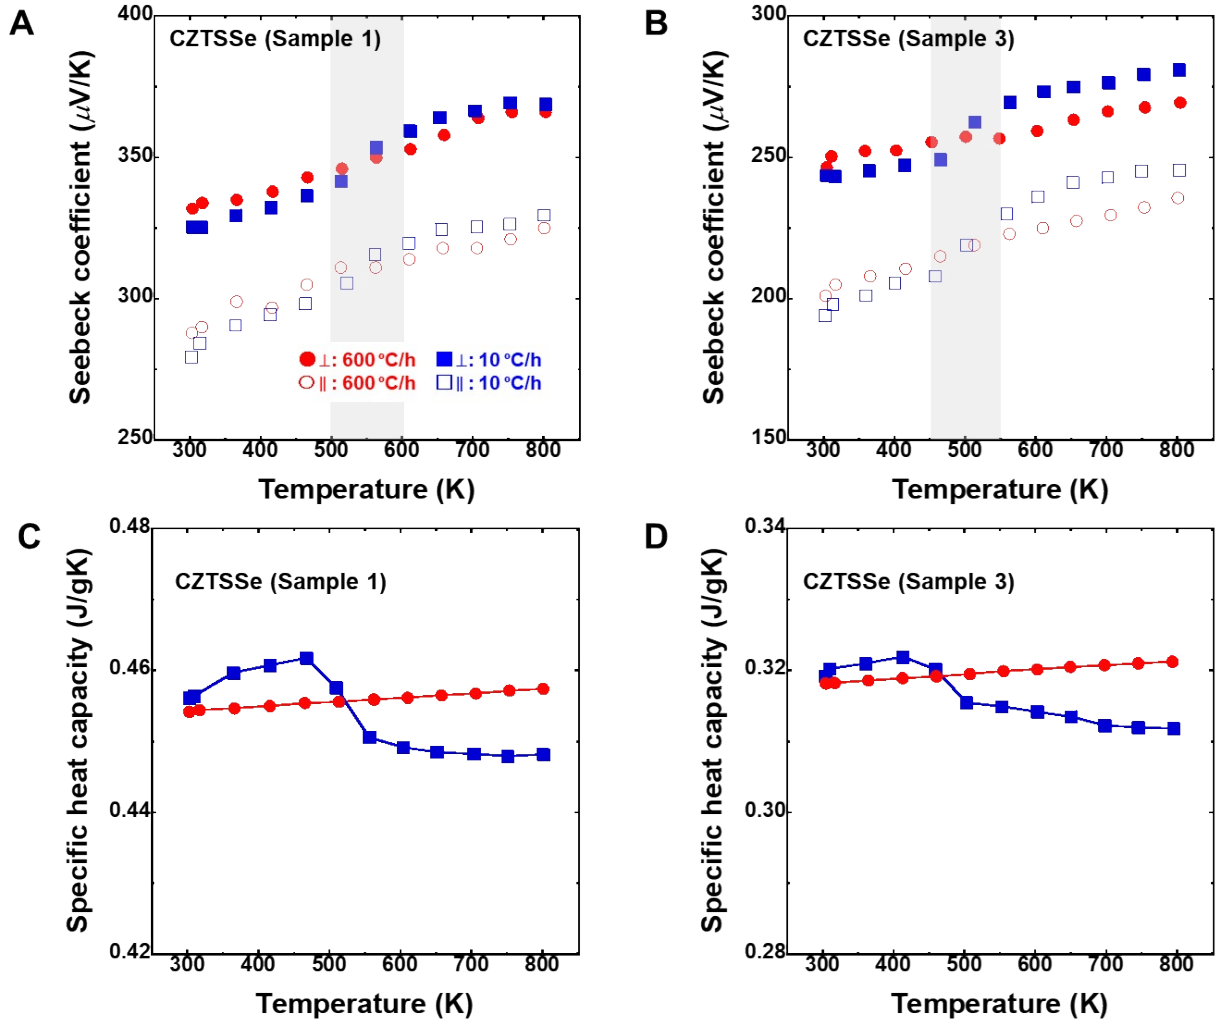 A
CZTSSe (Sample 1)
Seebeck coefficient (μV/K)
400
350
300
250
⊥: 600 ºC/h
⊥: 10 ºC/h
∥: 600 ºC/h
∥: 10 ºC/h
300 400 500 600 700 800
Temperature (K)
B
CZTSSe (Sample 3)
Seebeck coefficient (μV/K)
300
250
200
150
300 400 500 600 700 800
Temperature (K)
C
CZTSSe (Sample 1)
Specific heat capacity (J/gK)
0.48
0.46
0.44
0.42
300 400 500 600 700 800
Temperature (K)
D
CZTSSe (Sample 3)
Specific heat capacity (J/gK)
0.34
0.32
0.30
0.28
300 400 500 600 700 800
Temperature (K)